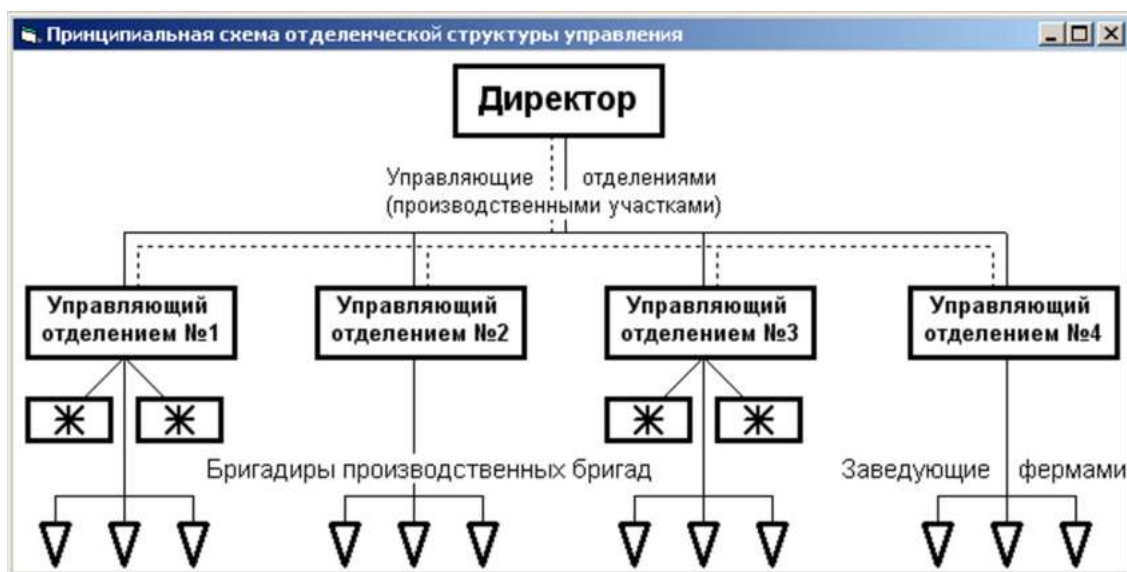 Принципиальная схема отделенческой структуры управления
Директор
Управляющие отделениями
(производственными участками)
Управляющий
отделением №1
Управляющий
отделением №2
Управляющий
отделением №3
Управляющий
отделением №4
Бригадиры производственных бригад
Заведующие фермами